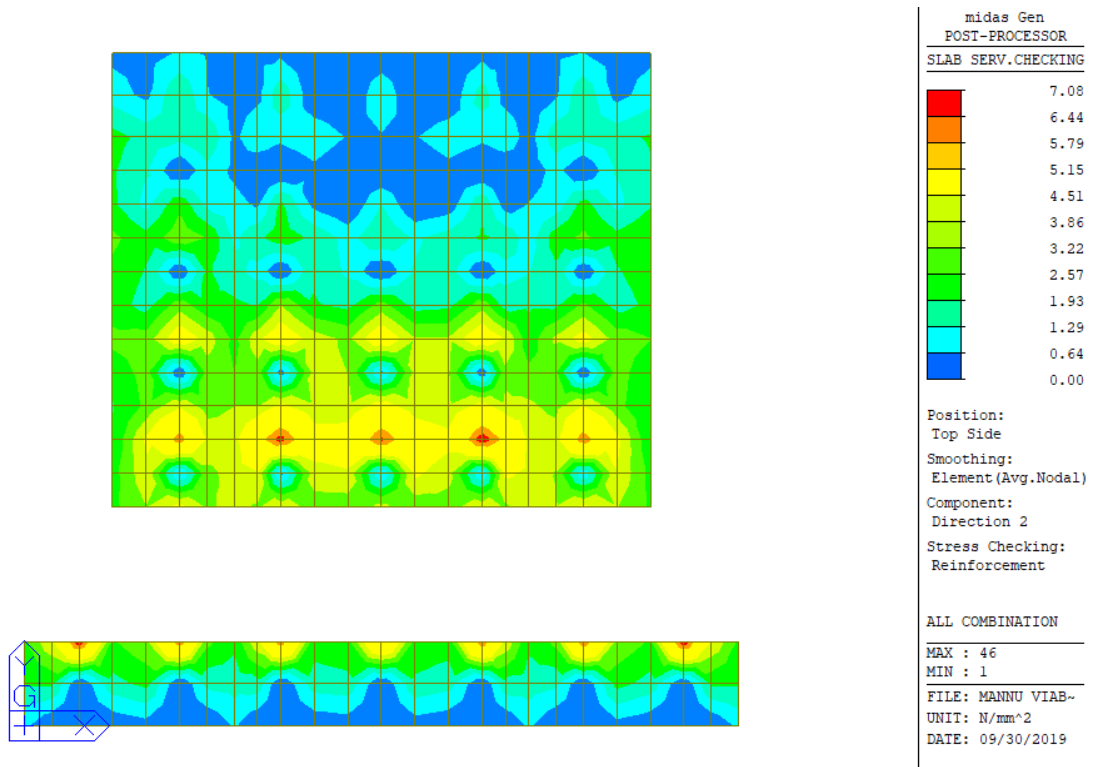 midas Gen
POST-PROCESSOR
SLAB SERV.CHECKING
7.08
6.44
5.79
5.15
4.51
3.86
3.22
2.57
1.93
1.29
0.64
0.00
Position:
Top Side
Smoothing:
Element(Avg.Nodal)
Component:
Direction 2
Stress Checking:
Reinforcement
ALL COMBINATION
MAX : 46
MIN : 1
FILE: MANNU VIAB~
UNIT: N/mm^2
DATE: 09/30/2019
Y
G
X